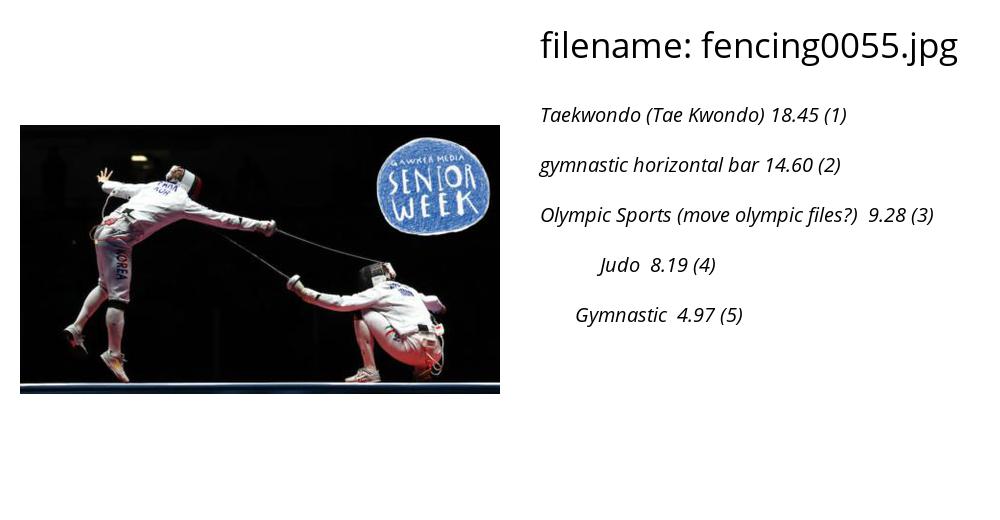 filename: fencing0055.jpg
Taekwondo (Tae Kwondo) 18.45 (1)
gymnastic horizontal bar 14.60 (2)
Olympic Sports (move olympic files?) 9.28 (3)
Judo 8.19 (4)
Gymnastic 4.97 (5)
GAWKER MEDIA
SENIOR
WEEK
KOR
KOREA